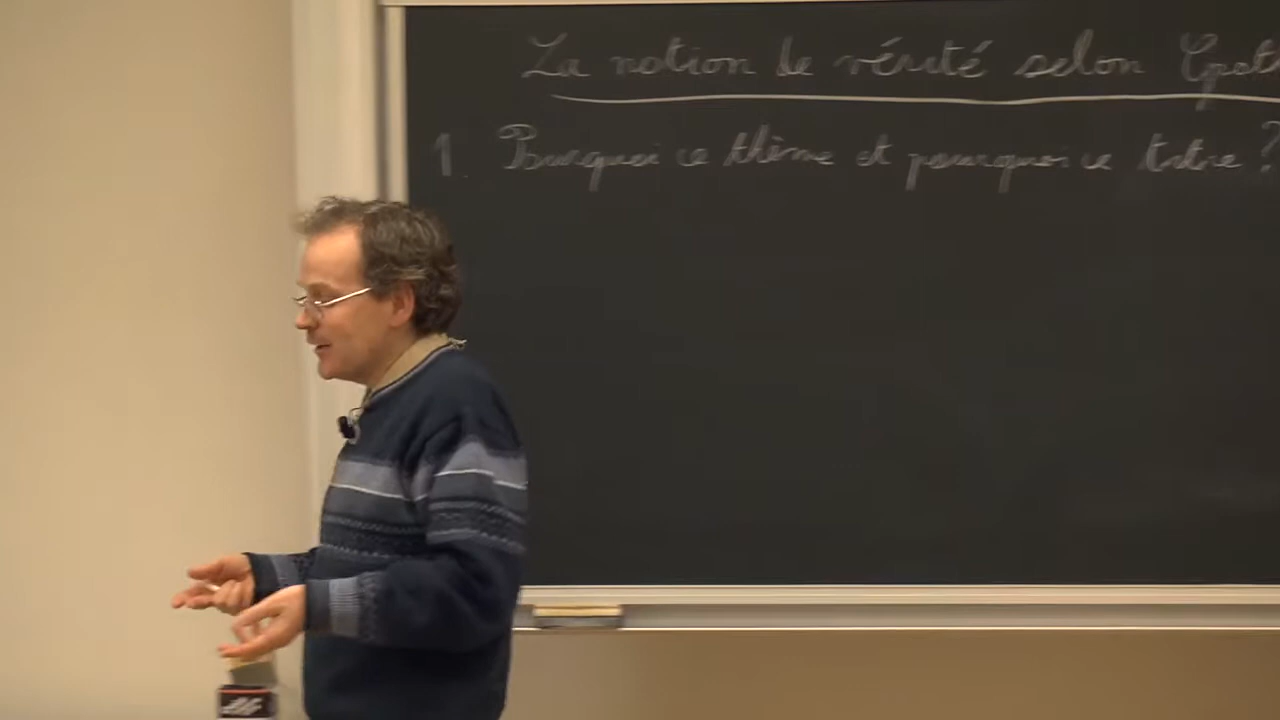 La notion de vérité selon
1. Pourquoi ce thème et pourquoi ce titre ?